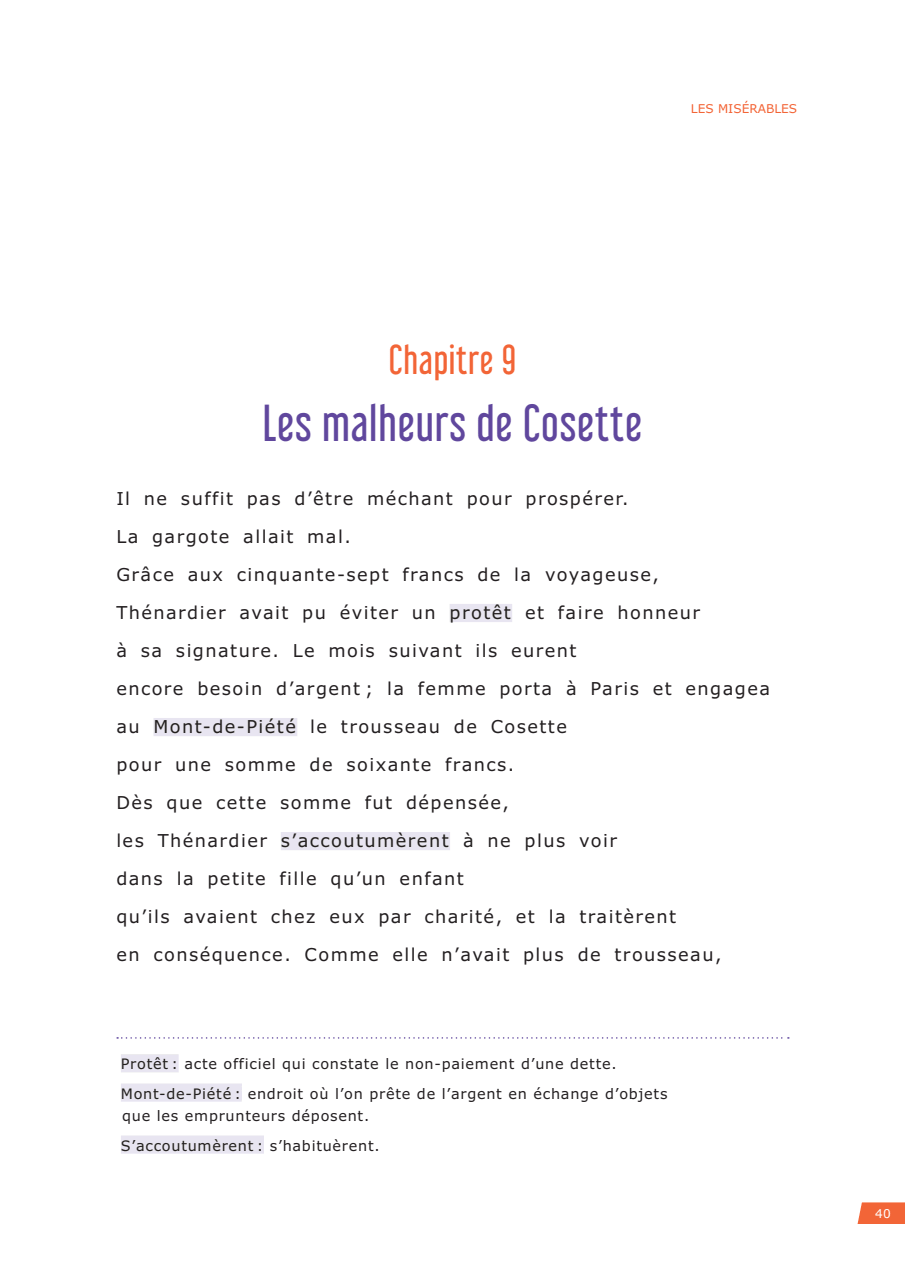 LES MISÉRABLES
Chapitre 9
Les malheurs de Cosette
Il ne suffit pas d’être méchant pour prospérer.
La gargote allait mal.
Grâce aux cinquante-sept francs de la voyageuse,
Thénardier avait pu éviter un protêt et faire honneur
à sa signature. Le mois suivant ils eurent
encore besoin d’argent ; la femme porta à Paris et engagea
au Mont-de-Piété le trousseau de Cosette
pour une somme de soixante francs.
Dès que cette somme fut dépensée,
les Thénardier s’accoutumèrent à ne plus voir
dans la petite fille qu’un enfant
qu’ils avaient chez eux par charité, et la traitèrent
en conséquence. Comme elle n’avait plus de trousseau,
Protêt : acte officiel qui constate le non-paiement d’une dette.
Mont-de-Piété : endroit où l’on prête de l’argent en échange d’objets
que les emprunteurs déposent.
S’accoutumèrent : s’habituèrent.
40